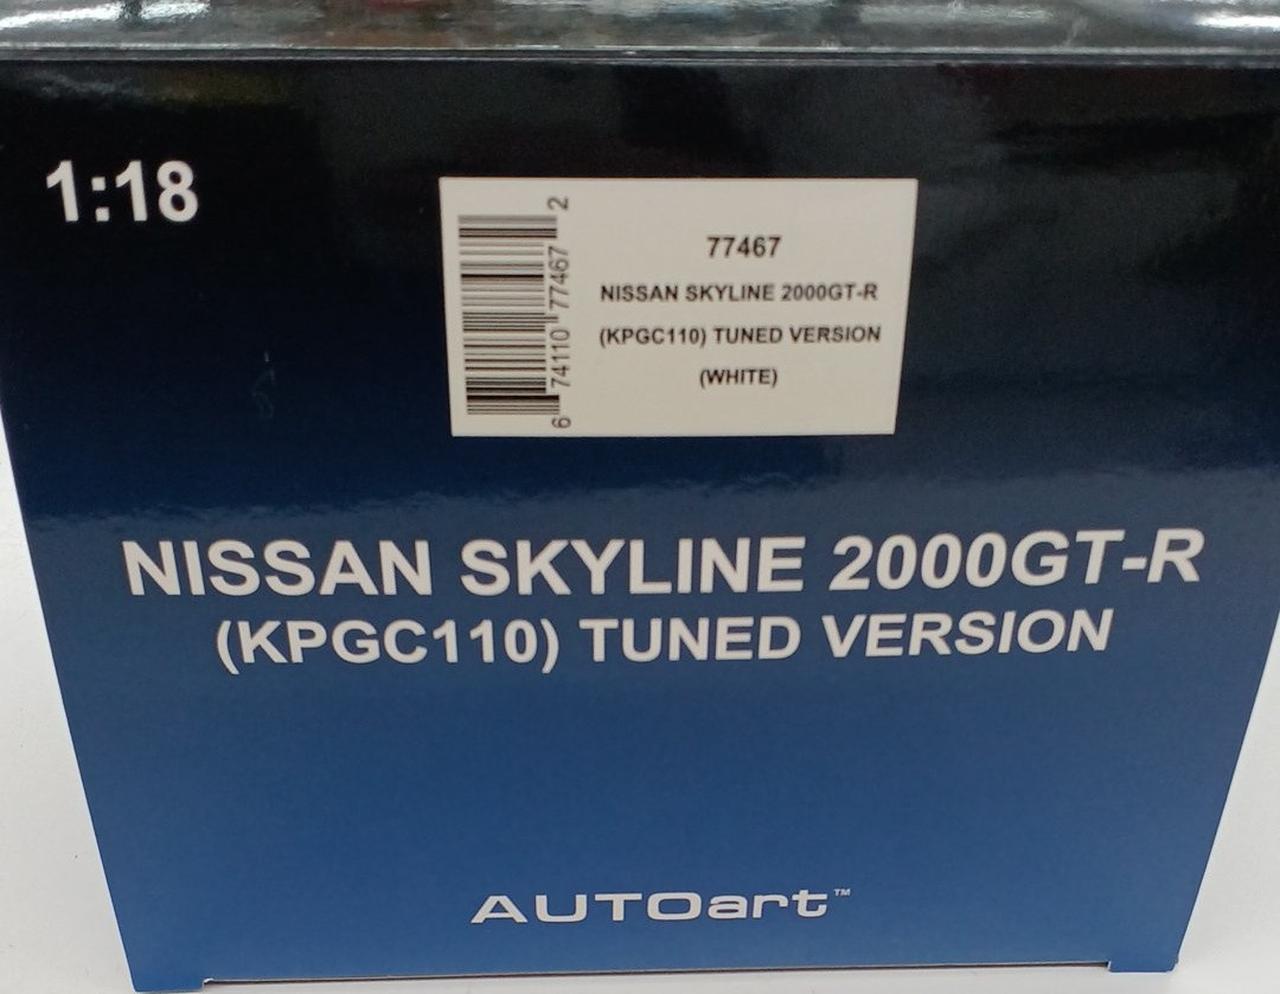 1:18
6 74110 77467 2
77467
NISSAN SKYLINE 2000GT-R
(KPGC110) TUNED VERSION
(WHITE)
NISSAN SKYLINE 2000GT-R
(KPGC110) TUNED VERSION
AUTOart™